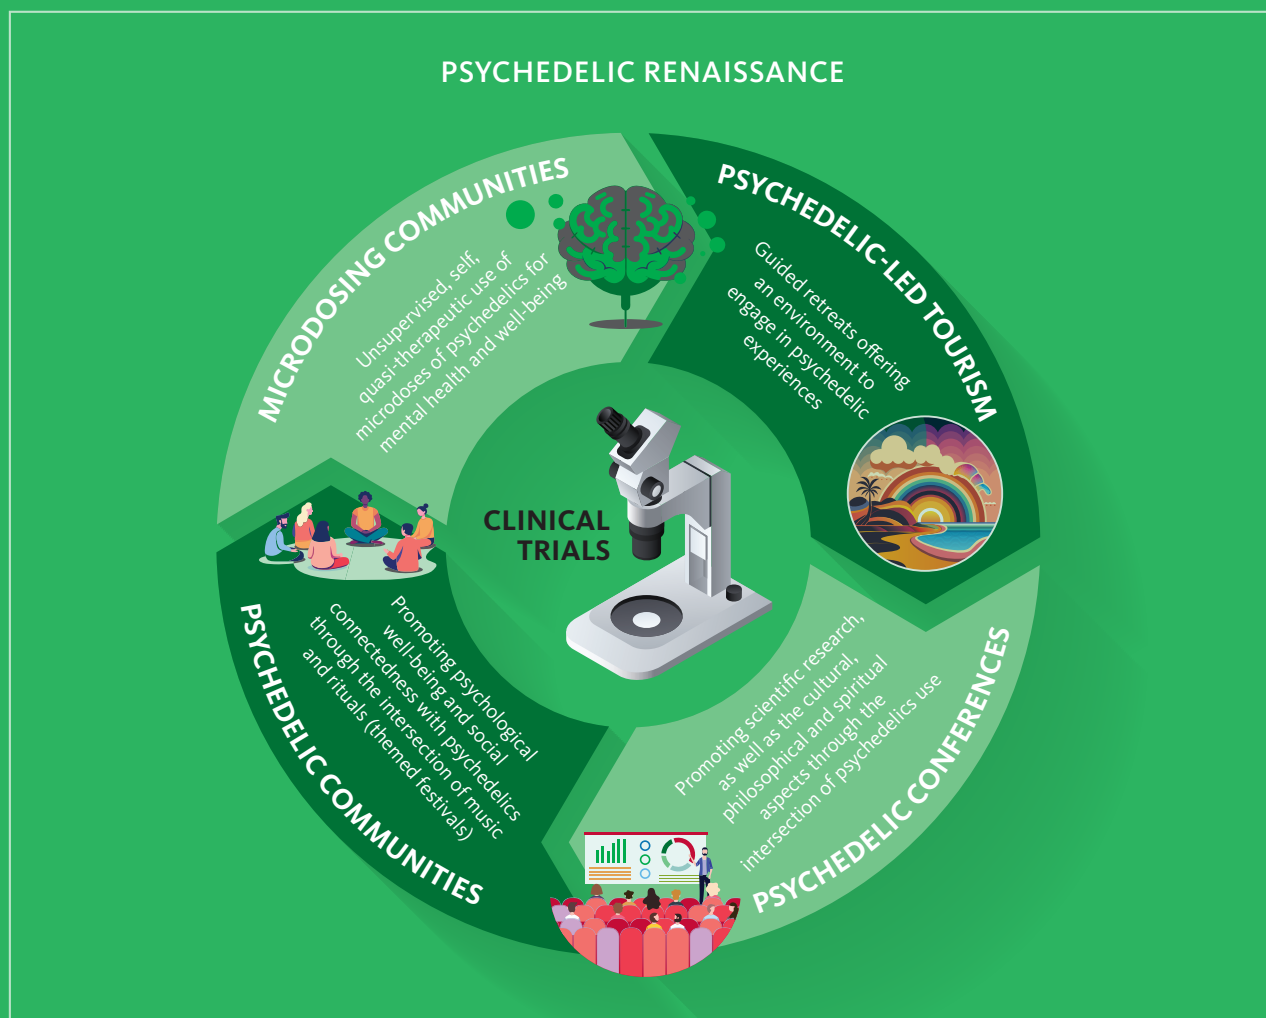 PSYCHEDELIC RENAISSANCE
MICRODOSING COMMUNITIES
Unsupervised, self,
quasi-therapeutic use of
microdoses of psychedelics for
mental health and well-being
PSYCHEDELIC-LED TOURISM
Guided retreats offering
an environment to
engage in psychedelic
experiences
CLINICAL
TRIALS
PSYCHEDELIC COMMUNITIES
Promoting psychological
well-being and social
connectedness with psychedelics
through the intersection of music
and rituals (themed festivals)
PSYCHEDELIC CONFERENCES
Promoting scientific research,
as well as the cultural,
philosophical and spiritual
aspects through the
intersection of psychedelics use